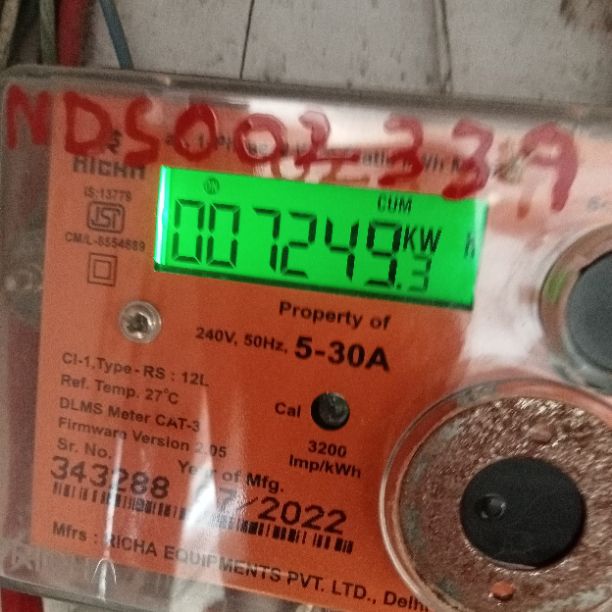 NDS002339
RICHA
IS:13779
ISI
CM/L-8554889
CUM
007249.3 KW h
Property of
240V, 50Hz, 5-30A
Cl-1, Type - RS : 12L
Ref. Temp. 27°C
DLMS Meter CAT-3
Firmware Version 2.05
Cal
3200
Imp/kWh
Sr. No.
Year of Mfg.
343288
/2022
Mfrs : RICHA EQUIPMENTS PVT. LTD., Delhi